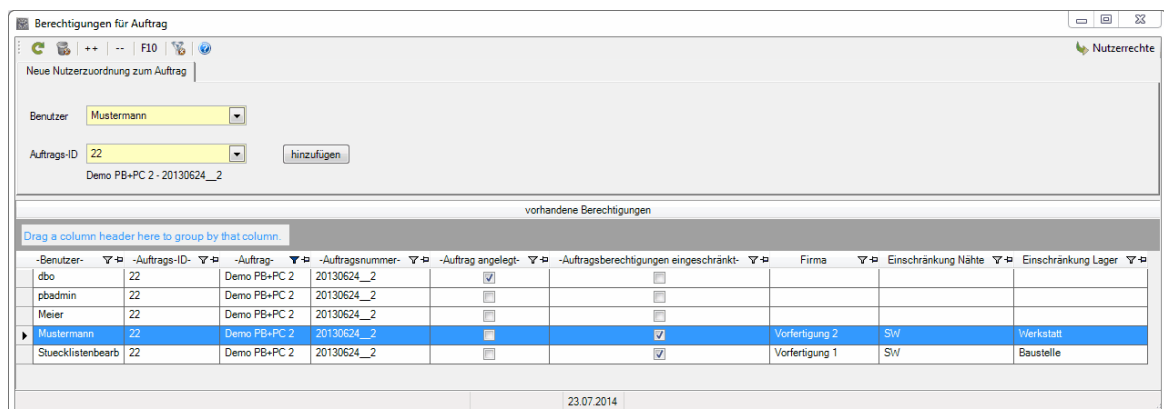 Berechtigungen für Auftrag
++ -- F10 Nutzerrechte
Neue Nutzerzuordnung zum Auftrag
Benutzer Mustermann
Auftrags-ID 22 hinzufügen
Demo PB+PC 2 - 20130624__2
vorhandene Berechtigungen
Drag a column header here to group by that column.
-Benutzer- -Auftrags-ID- -Auftrag- -Auftragsnummer- -Auftrag angelegt- -Auftragsberechtigungen eingeschränkt- Firma Einschränkung Nähte Einschränkung Lager
dbo 22 Demo PB+PC 2 20130624__2
pbadmin 22 Demo PB+PC 2 20130624__2
Meier 22 Demo PB+PC 2 20130624__2
Mustermann 22 Demo PB+PC 2 20130624__2 Vorfertigung 2 SW Werkstatt
Stuecklistenbearb 22 Demo PB+PC 2 20130624__2 Vorfertigung 1 SW Baustelle
23.07.2014